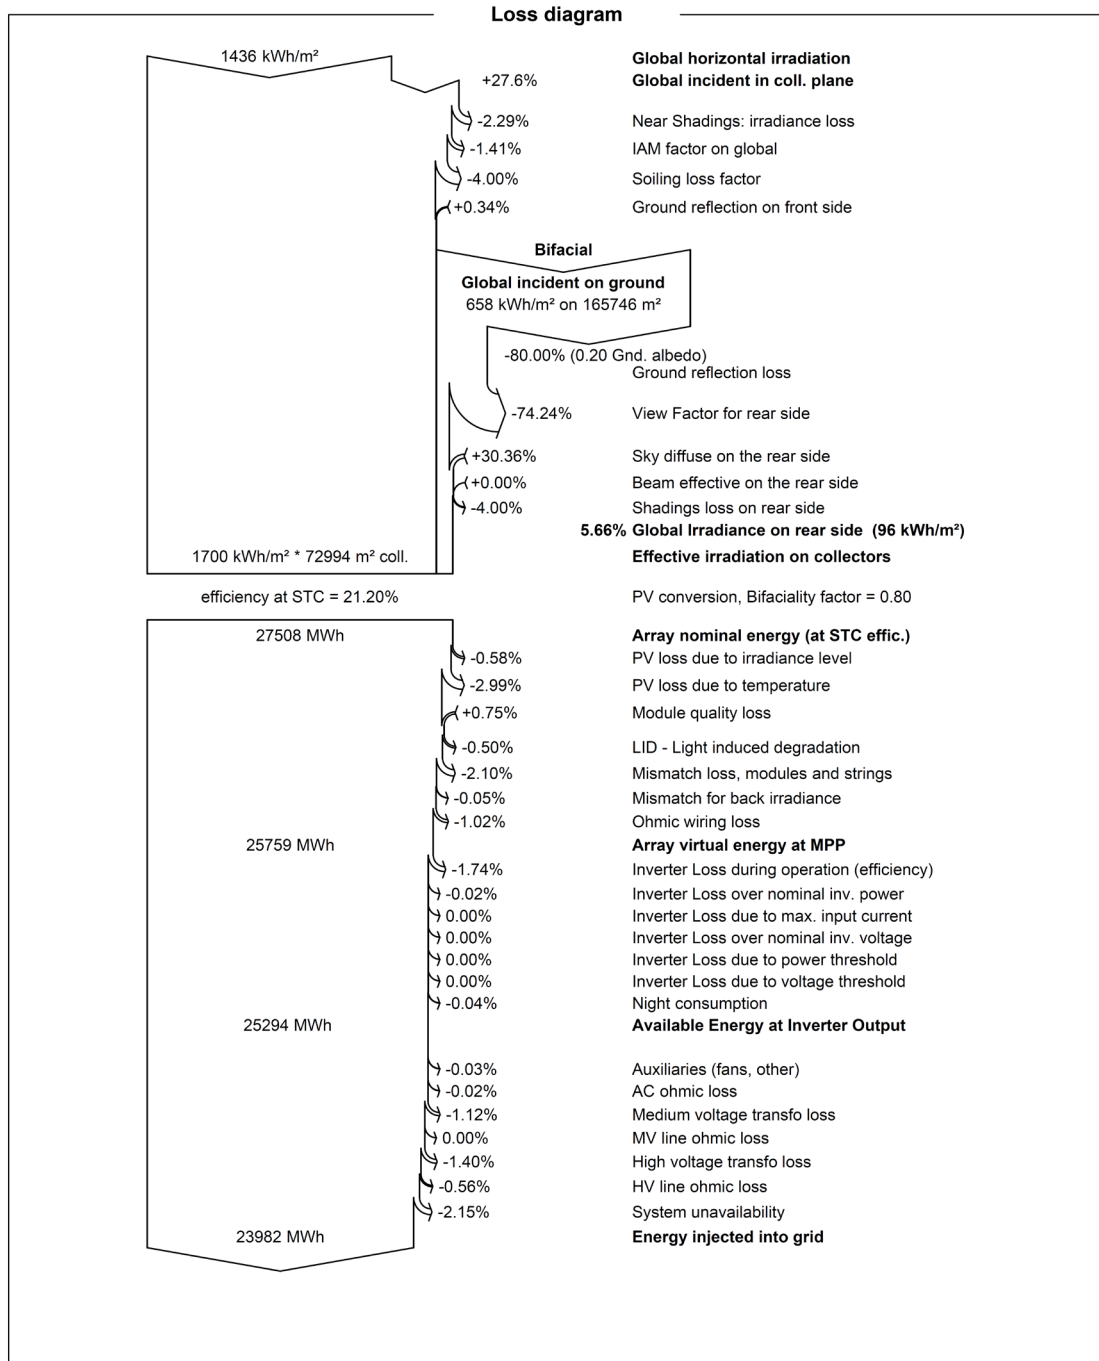 Loss diagram
1436 kWh/m² Global horizontal irradiation
+27.6% Global incident in coll. plane
-2.29% Near Shadings: irradiance loss
-1.41% IAM factor on global
-4.00% Soiling loss factor
+0.34% Ground reflection on front side
Bifacial
Global incident on ground
658 kWh/m² on 165746 m²
-80.00% (0.20 Gnd. albedo)
Ground reflection loss
-74.24% View Factor for rear side
+30.36% Sky diffuse on the rear side
+0.00% Beam effective on the rear side
-4.00% Shadings loss on rear side
5.66% Global Irradiance on rear side (96 kWh/m²)
1700 kWh/m² * 72994 m² coll. Effective irradiation on collectors
efficiency at STC = 21.20% PV conversion, Bifaciality factor = 0.80
27508 MWh Array nominal energy (at STC effic.)
-0.58% PV loss due to irradiance level
-2.99% PV loss due to temperature
+0.75% Module quality loss
-0.50% LID - Light induced degradation
-2.10% Mismatch loss, modules and strings
-0.05% Mismatch for back irradiance
-1.02% Ohmic wiring loss
25759 MWh Array virtual energy at MPP
-1.74% Inverter Loss during operation (efficiency)
-0.02% Inverter Loss over nominal inv. power
0.00% Inverter Loss due to max. input current
0.00% Inverter Loss over nominal inv. voltage
0.00% Inverter Loss due to power threshold
0.00% Inverter Loss due to voltage threshold
-0.04% Night consumption
25294 MWh Available Energy at Inverter Output
-0.03% Auxiliaries (fans, other)
-0.02% AC ohmic loss
-1.12% Medium voltage transfo loss
0.00% MV line ohmic loss
-1.40% High voltage transfo loss
-0.56% HV line ohmic loss
-2.15% System unavailability
23982 MWh Energy injected into grid